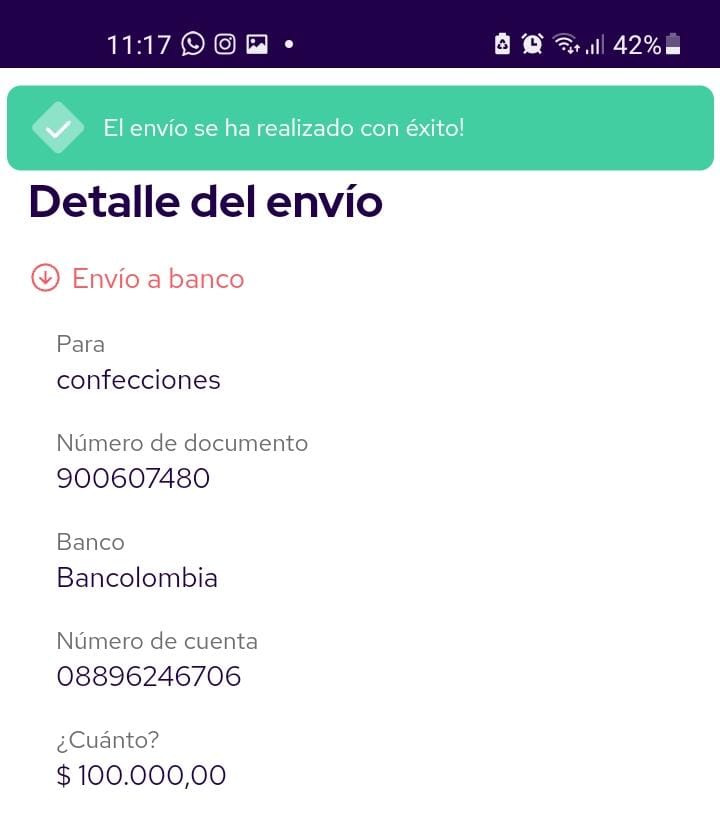 11:17
42%
El envío se ha realizado con éxito!
Detalle del envío
Envío a banco
Para
confecciones
Número de documento
900607480
Banco
Bancolombia
Número de cuenta
08896246706
¿Cuánto?
$ 100.000,00